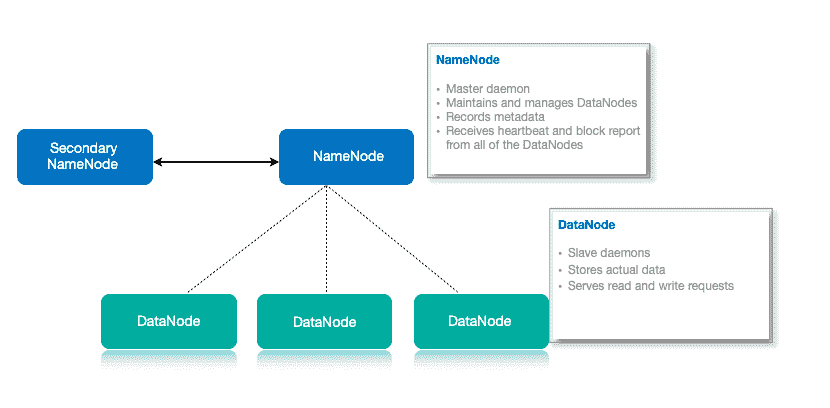 NameNode
• Master daemon
• Maintains and manages DataNodes
• Records metadata
• Receives heartbeat and block report
from all of the DataNodes
Secondary
NameNode
NameNode
DataNode
• Slave daemons
• Stores actual data
• Serves read and write requests
DataNode
DataNode
DataNode